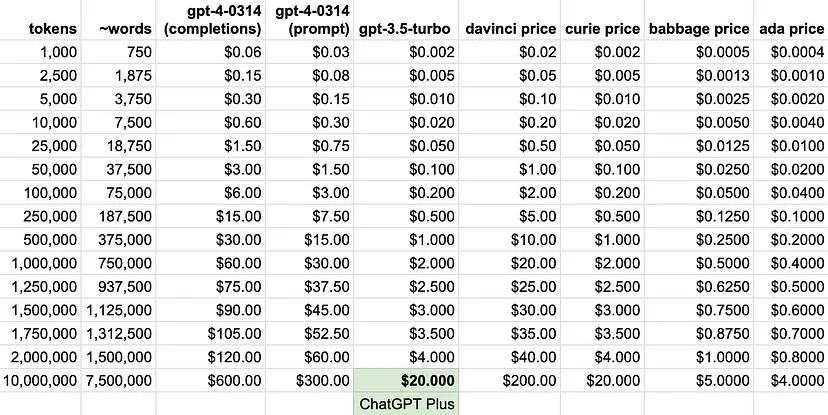 gpt-4-0314 gpt-4-0314
tokens ~words (completions) (prompt) gpt-3.5-turbo davinci price curie price babbage price ada price
1,000 750 $0.06 $0.03 $0.002 $0.02 $0.002 $0.0005 $0.0004
2,500 1,875 $0.15 $0.08 $0.005 $0.05 $0.005 $0.0013 $0.0010
5,000 3,750 $0.30 $0.15 $0.010 $0.10 $0.010 $0.0025 $0.0020
10,000 7,500 $0.60 $0.30 $0.020 $0.20 $0.020 $0.0050 $0.0040
25,000 18,750 $1.50 $0.75 $0.050 $0.50 $0.050 $0.0125 $0.0100
50,000 37,500 $3.00 $1.50 $0.100 $1.00 $0.100 $0.0250 $0.0200
100,000 75,000 $6.00 $3.00 $0.200 $2.00 $0.200 $0.0500 $0.0400
250,000 187,500 $15.00 $7.50 $0.500 $5.00 $0.500 $0.1250 $0.1000
500,000 375,000 $30.00 $15.00 $1.000 $10.00 $1.000 $0.2500 $0.2000
1,000,000 750,000 $60.00 $30.00 $2.000 $20.00 $2.000 $0.5000 $0.4000
1,250,000 937,500 $75.00 $37.50 $2.500 $25.00 $2.500 $0.6250 $0.5000
1,500,000 1,125,000 $90.00 $45.00 $3.000 $30.00 $3.000 $0.7500 $0.6000
1,750,000 1,312,500 $105.00 $52.50 $3.500 $35.00 $3.500 $0.8750 $0.7000
2,000,000 1,500,000 $120.00 $60.00 $4.000 $40.00 $4.000 $1.0000 $0.8000
10,000,000 7,500,000 $600.00 $300.00 $20.000 $200.00 $20.000 $5.0000 $4.0000
ChatGPT Plus